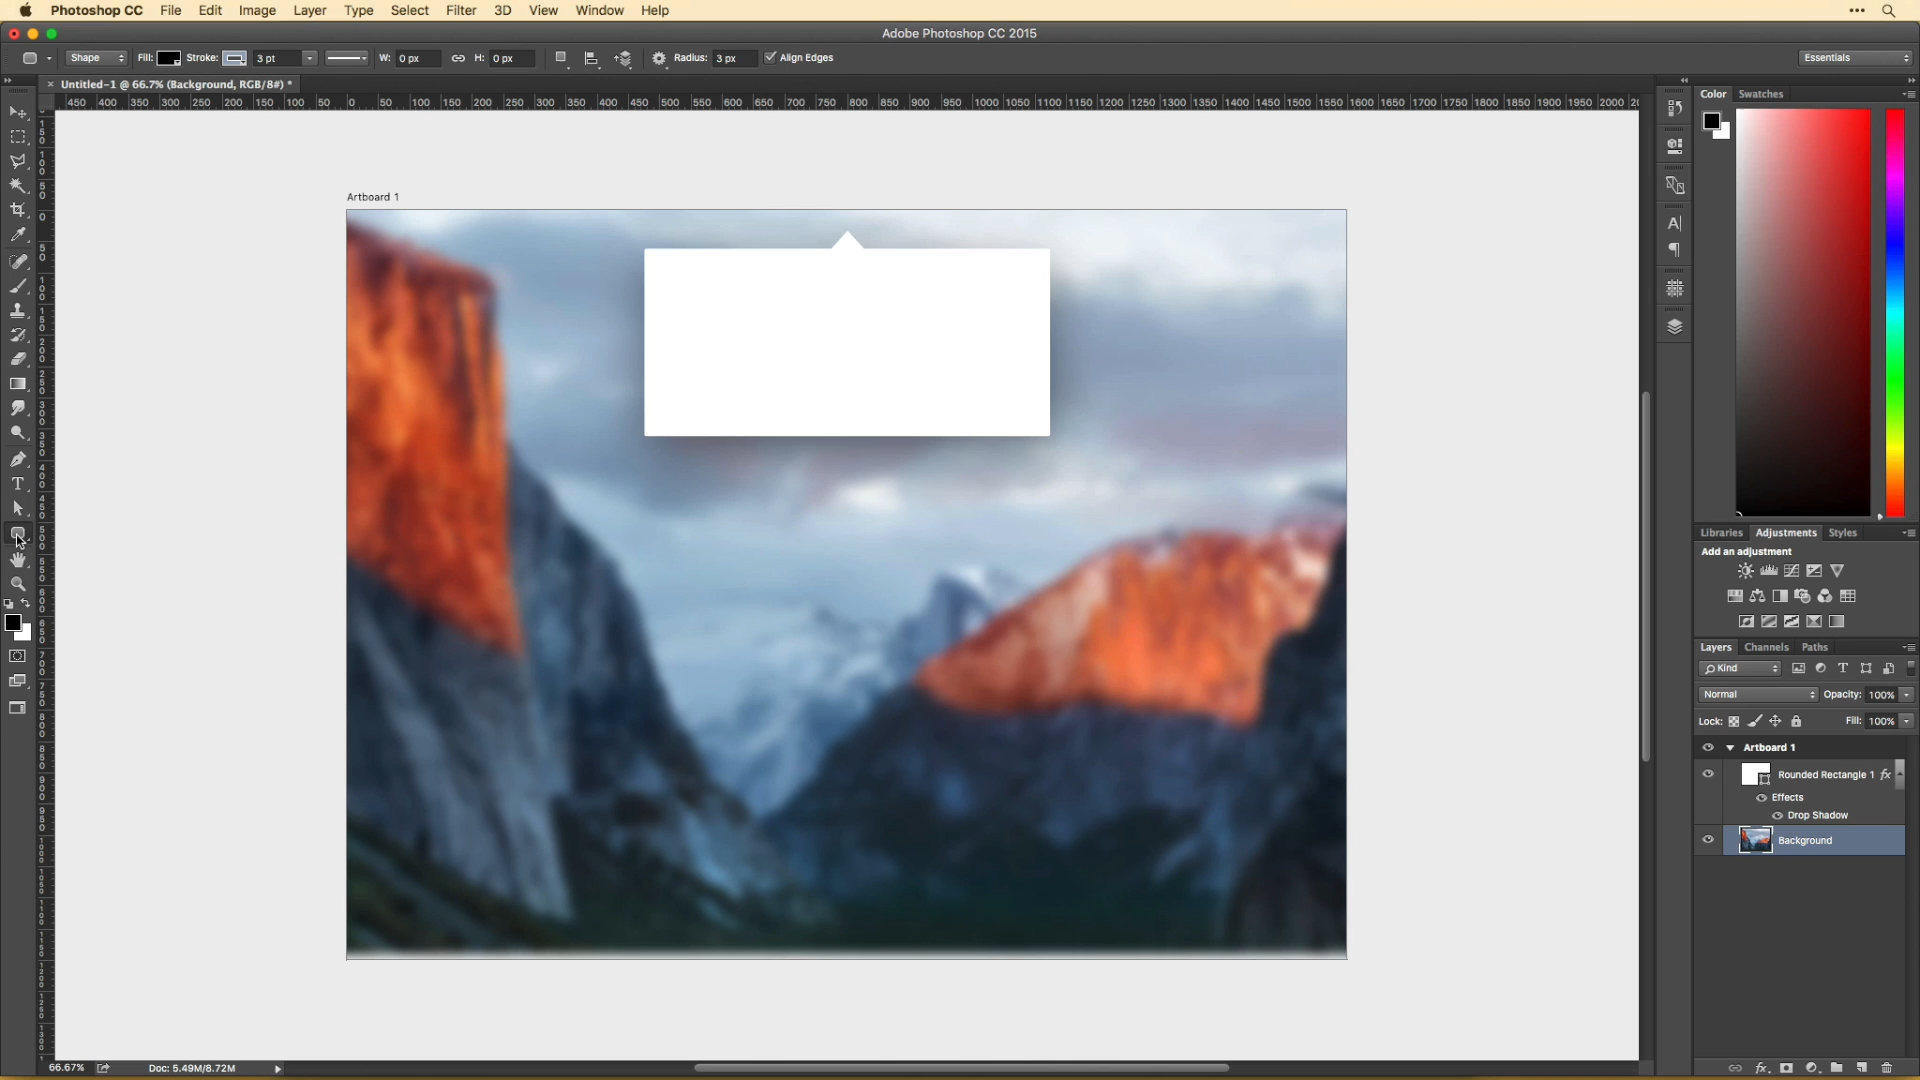 Photoshop CC File Edit Image Layer Type Select Filter 3D View Window Help
Adobe Photoshop CC 2015
Shape Fill: Stroke: 3 pt W: 0 px H: 0 px Radius: 3 px Align Edges Essentials
× Untitled-1 @ 66.7% (Background, RGB/8#) *
450 400 350 300 250 200 150 100 50 0 50 100 150 200 250 300 350 400 450 500 550 600 650 700 750 800 850 900 950 1000 1050 1100 1150 1200 1250 1300 1350 1400 1450 1500 1550 1600 1650 1700 1750 1800 1850 1900 1950 2000
Color Swatches
Artboard 1
Libraries Adjustments Styles
Add an adjustment
Layers Channels Paths
Kind
Normal Opacity: 100%
Lock: Fill: 100%
Artboard 1
Rounded Rectangle 1 fx
Effects
Drop Shadow
Background
66.67% Doc: 5.49M/8.72M